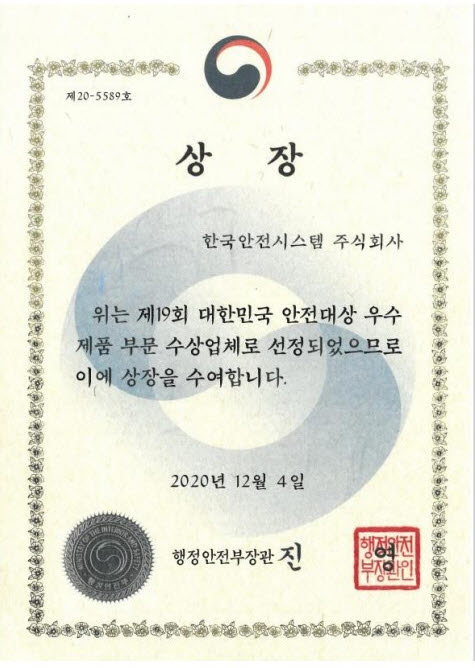 제20-5589호
상 장
한국안전시스템 주식회사
위는 제19회 대한민국 안전대상 우수
제품 부문 수상업체로 선정되었으므로
이에 상장을 수여합니다.
2020년 12월 4일
행정안전부장관 진 영
행정안전
부장관인